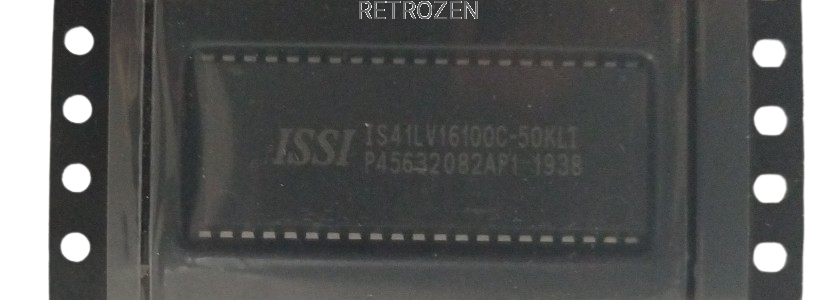 RETROZEN
ISSI
IS41LV16100C-50KLI
P45632082AP1 1938